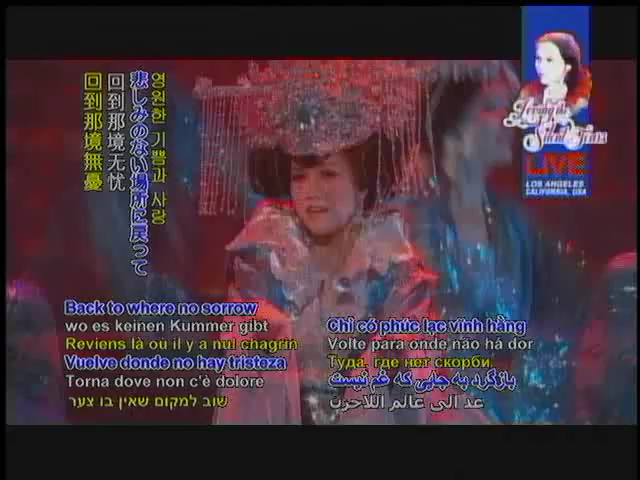 Loving the
Silent Tears
LIVE
LOS ANGELES
CALIFORNIA, USA
영원한 기쁨과 사랑
悲しみのない場所に戻って
回到那境无忧
回到那境無憂
Back to where no sorrow
wo es keinen Kummer gibt
Reviens là où il y a nul chagrin
Vuelve donde no hay tristeza
Torna dove non c'è dolore
שוב למקום שאין בו צער
Chỉ có phúc lạc vĩnh hằng
Volte para onde não há dor
Туда, где нет скорби.
بازگرد به جایی که غم نیست
عد الى عالم اللاحزن